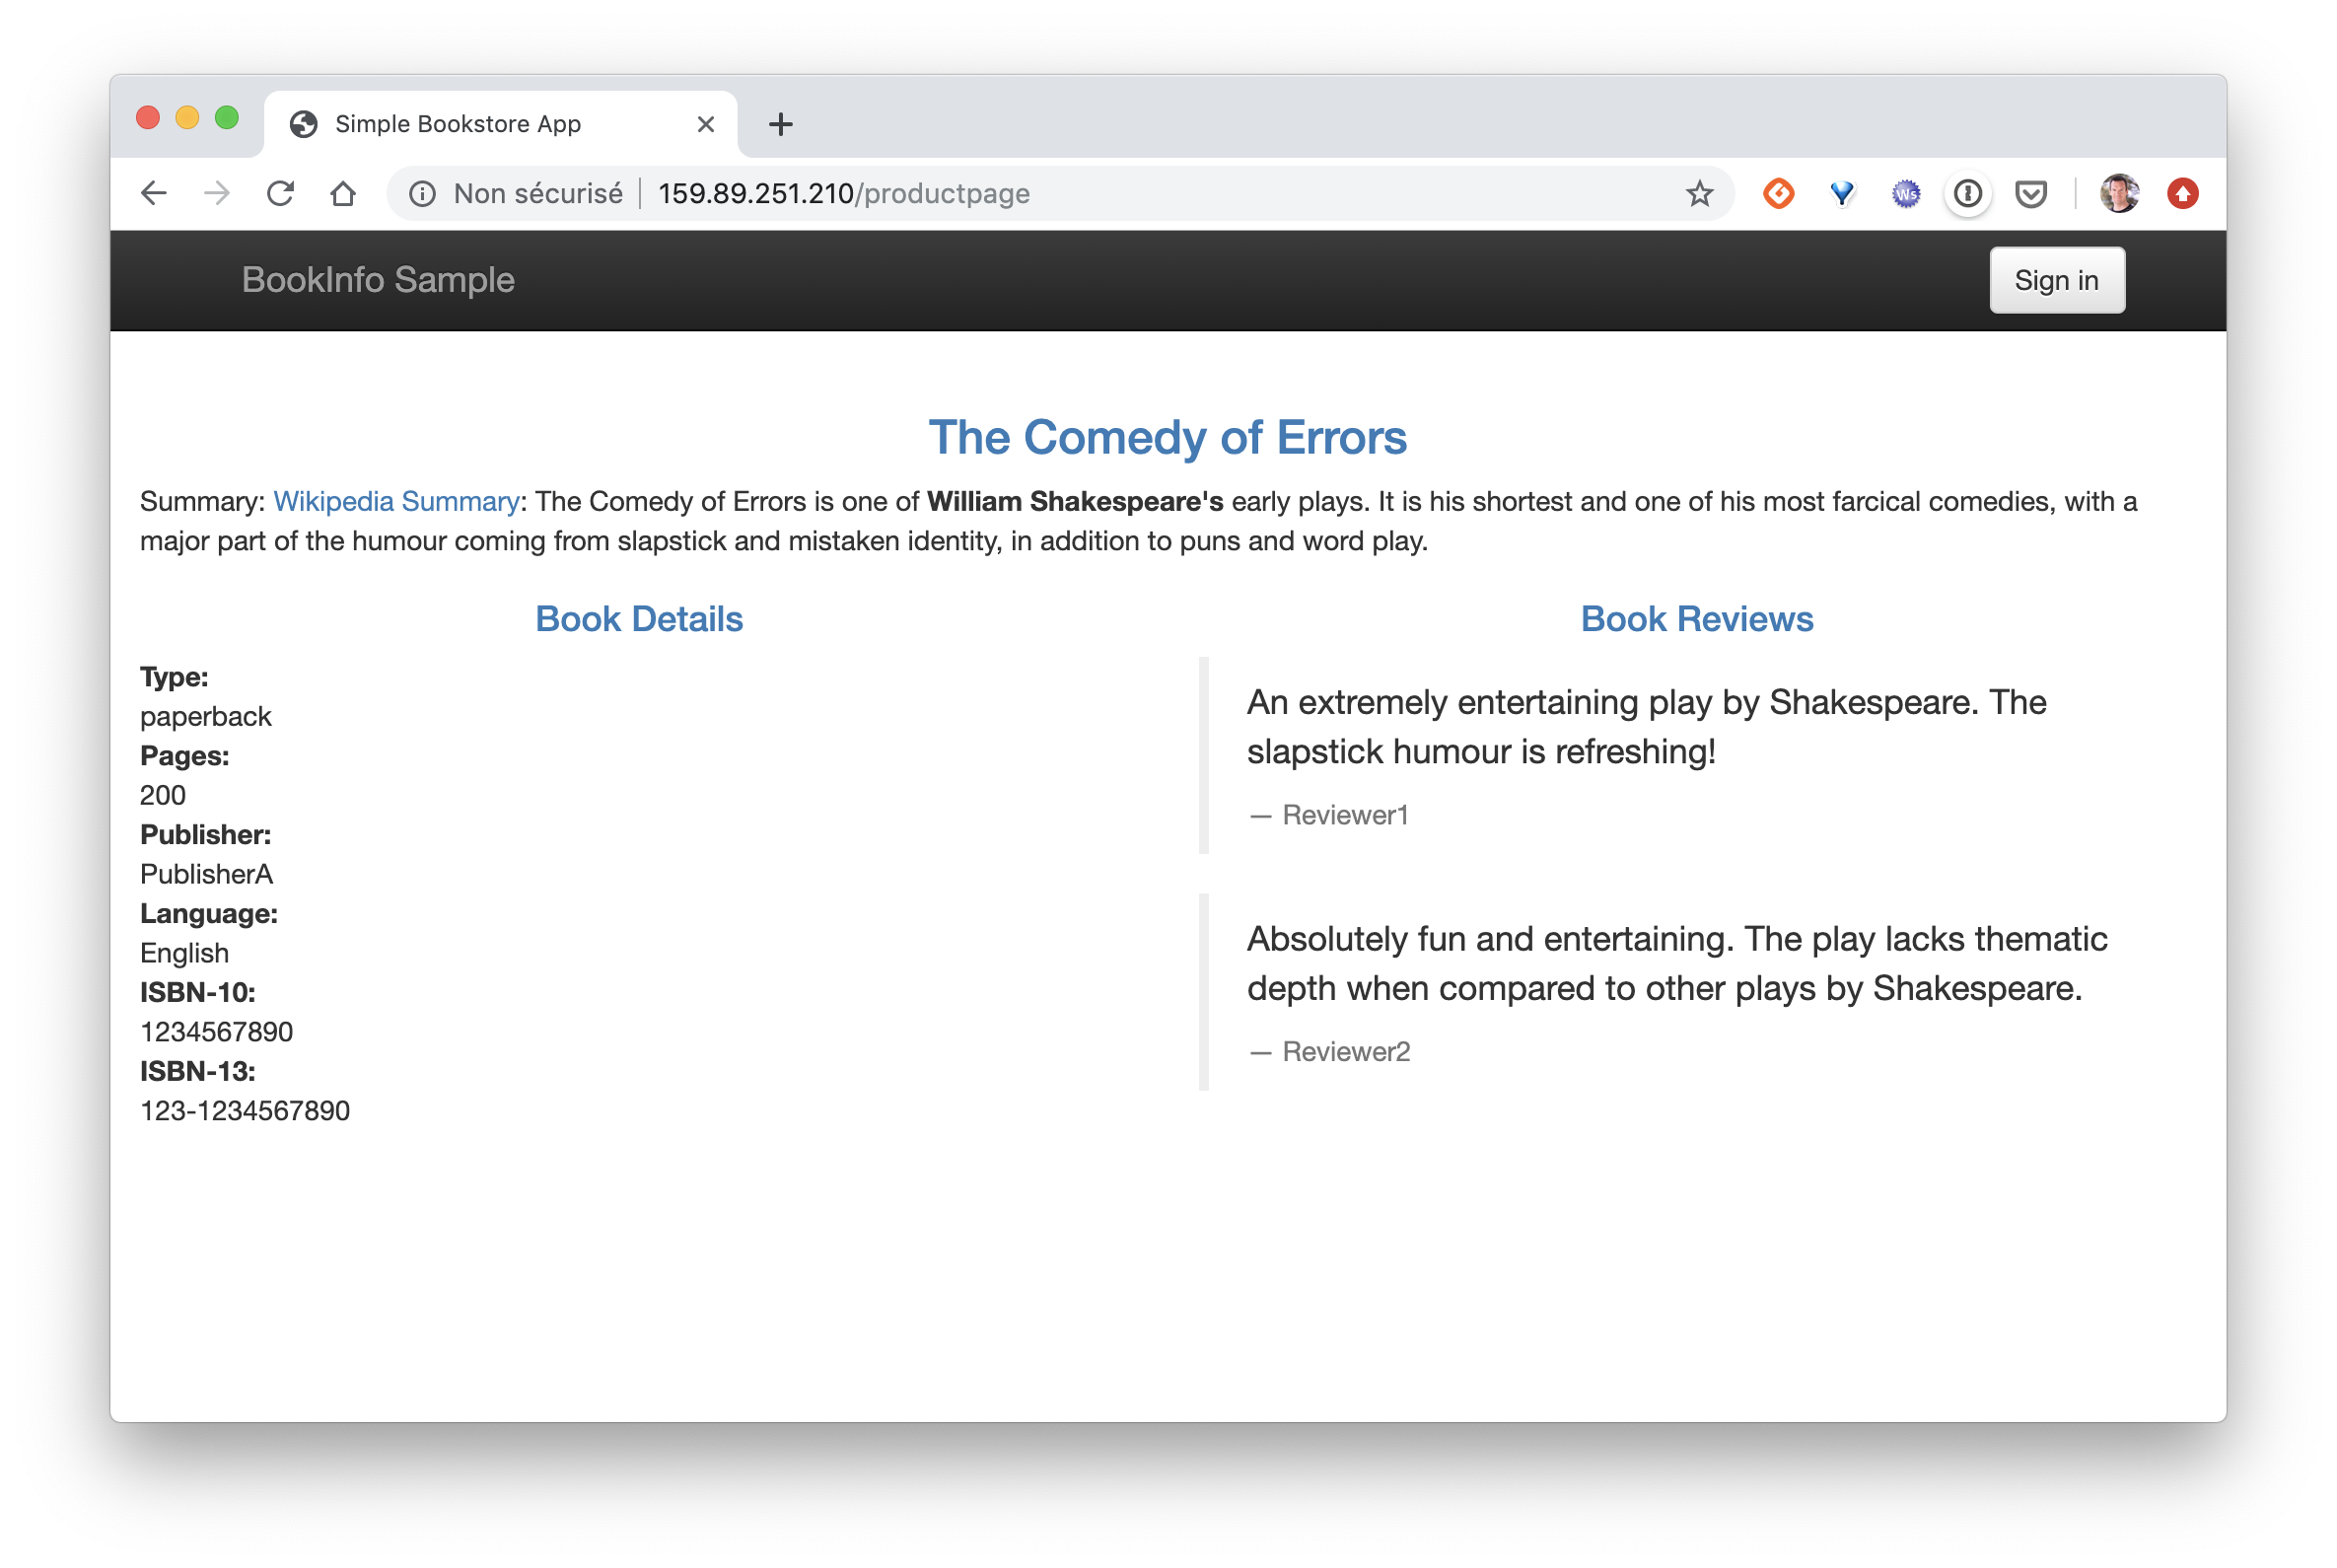 Simple Bookstore App
Non sécurisé
159.89.251.210/productpage
Ws
BookInfo Sample
Sign in
The Comedy of Errors
Summary: Wikipedia Summary: The Comedy of Errors is one of William Shakespeare's early plays. It is his shortest and one of his most farcical comedies, with a
major part of the humour coming from slapstick and mistaken identity, in addition to puns and word play.
Book Details
Type:
paperback
Pages:
200
Publisher:
PublisherA
Language:
English
ISBN-10:
1234567890
ISBN-13:
123-1234567890
Book Reviews
An extremely entertaining play by Shakespeare. The
slapstick humour is refreshing!
— Reviewer1
Absolutely fun and entertaining. The play lacks thematic
depth when compared to other plays by Shakespeare.
— Reviewer2